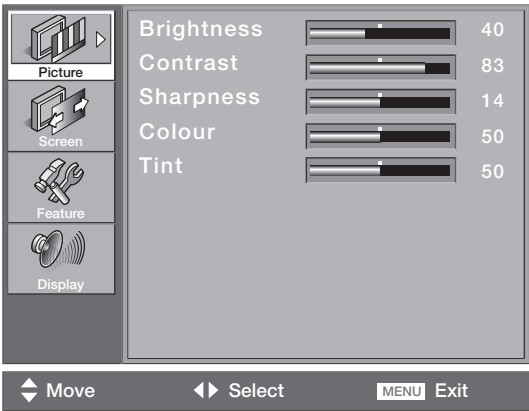 Picture
Screen
Feature
Display
Brightness 40
Contrast 83
Sharpness 14
Colour 50
Tint 50
Move Select MENU Exit